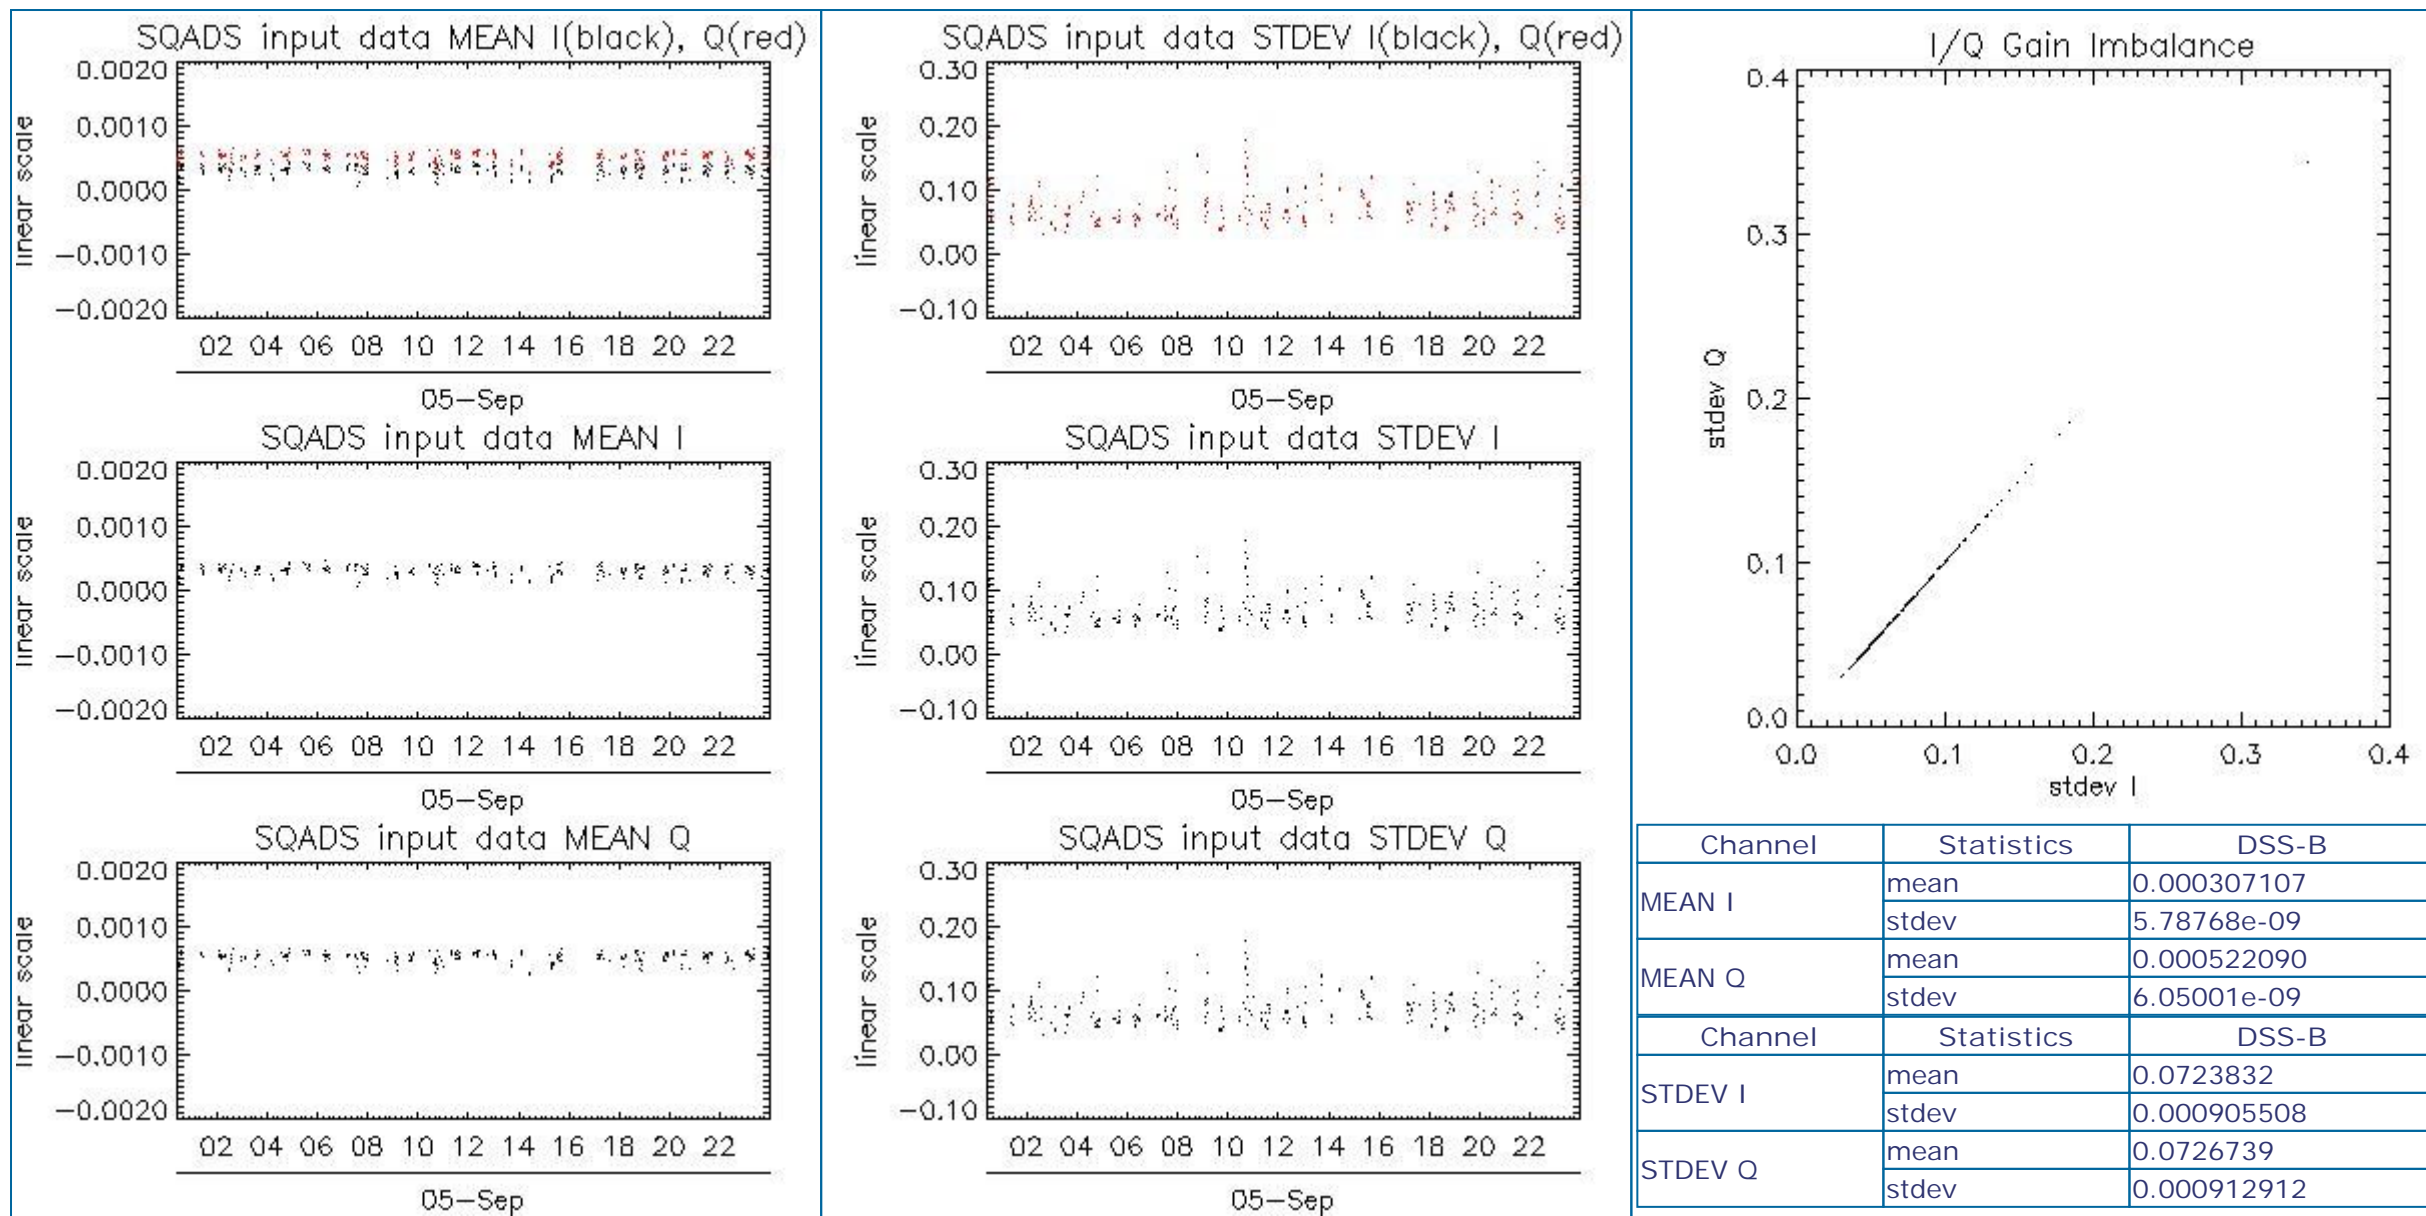 SQADS input data MEAN I(black), Q(red)
0.0020
0.0010
0.0000
−0.0010
−0.0020
linear scale
02 04 06 08 10 12 14 16 18 20 22
05−Sep
SQADS input data MEAN I
0.0020
0.0010
0.0000
−0.0010
−0.0020
linear scale
02 04 06 08 10 12 14 16 18 20 22
05−Sep
SQADS input data MEAN Q
0.0020
0.0010
0.0000
−0.0010
−0.0020
linear scale
02 04 06 08 10 12 14 16 18 20 22
05−Sep
SQADS input data STDEV I(black), Q(red)
0.30
0.20
0.10
0.00
−0.10
linear scale
02 04 06 08 10 12 14 16 18 20 22
05−Sep
SQADS input data STDEV I
0.30
0.20
0.10
0.00
−0.10
linear scale
02 04 06 08 10 12 14 16 18 20 22
05−Sep
SQADS input data STDEV Q
0.30
0.20
0.10
0.00
−0.10
linear scale
02 04 06 08 10 12 14 16 18 20 22
05−Sep
I/Q Gain Imbalance
0.4
0.3
0.2
0.1
0.0
stdev Q
0.0 0.1 0.2 0.3 0.4
stdev I
Channel Statistics DSS-B
MEAN I mean 0.000307107
stdev 5.78768e-09
MEAN Q mean 0.000522090
stdev 6.05001e-09
Channel Statistics DSS-B
STDEV I mean 0.0723832
stdev 0.000905508
STDEV Q mean 0.0726739
stdev 0.000912912